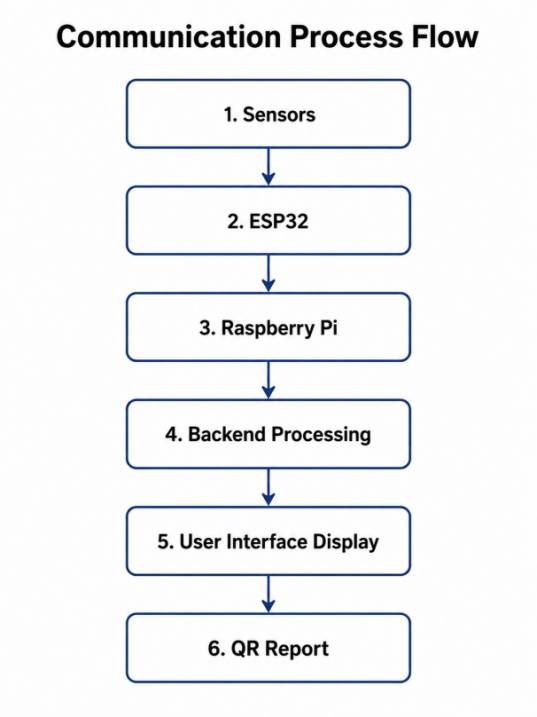 Communication Process Flow
1. Sensors
2. ESP32
3. Raspberry Pi
4. Backend Processing
5. User Interface Display
6. QR Report